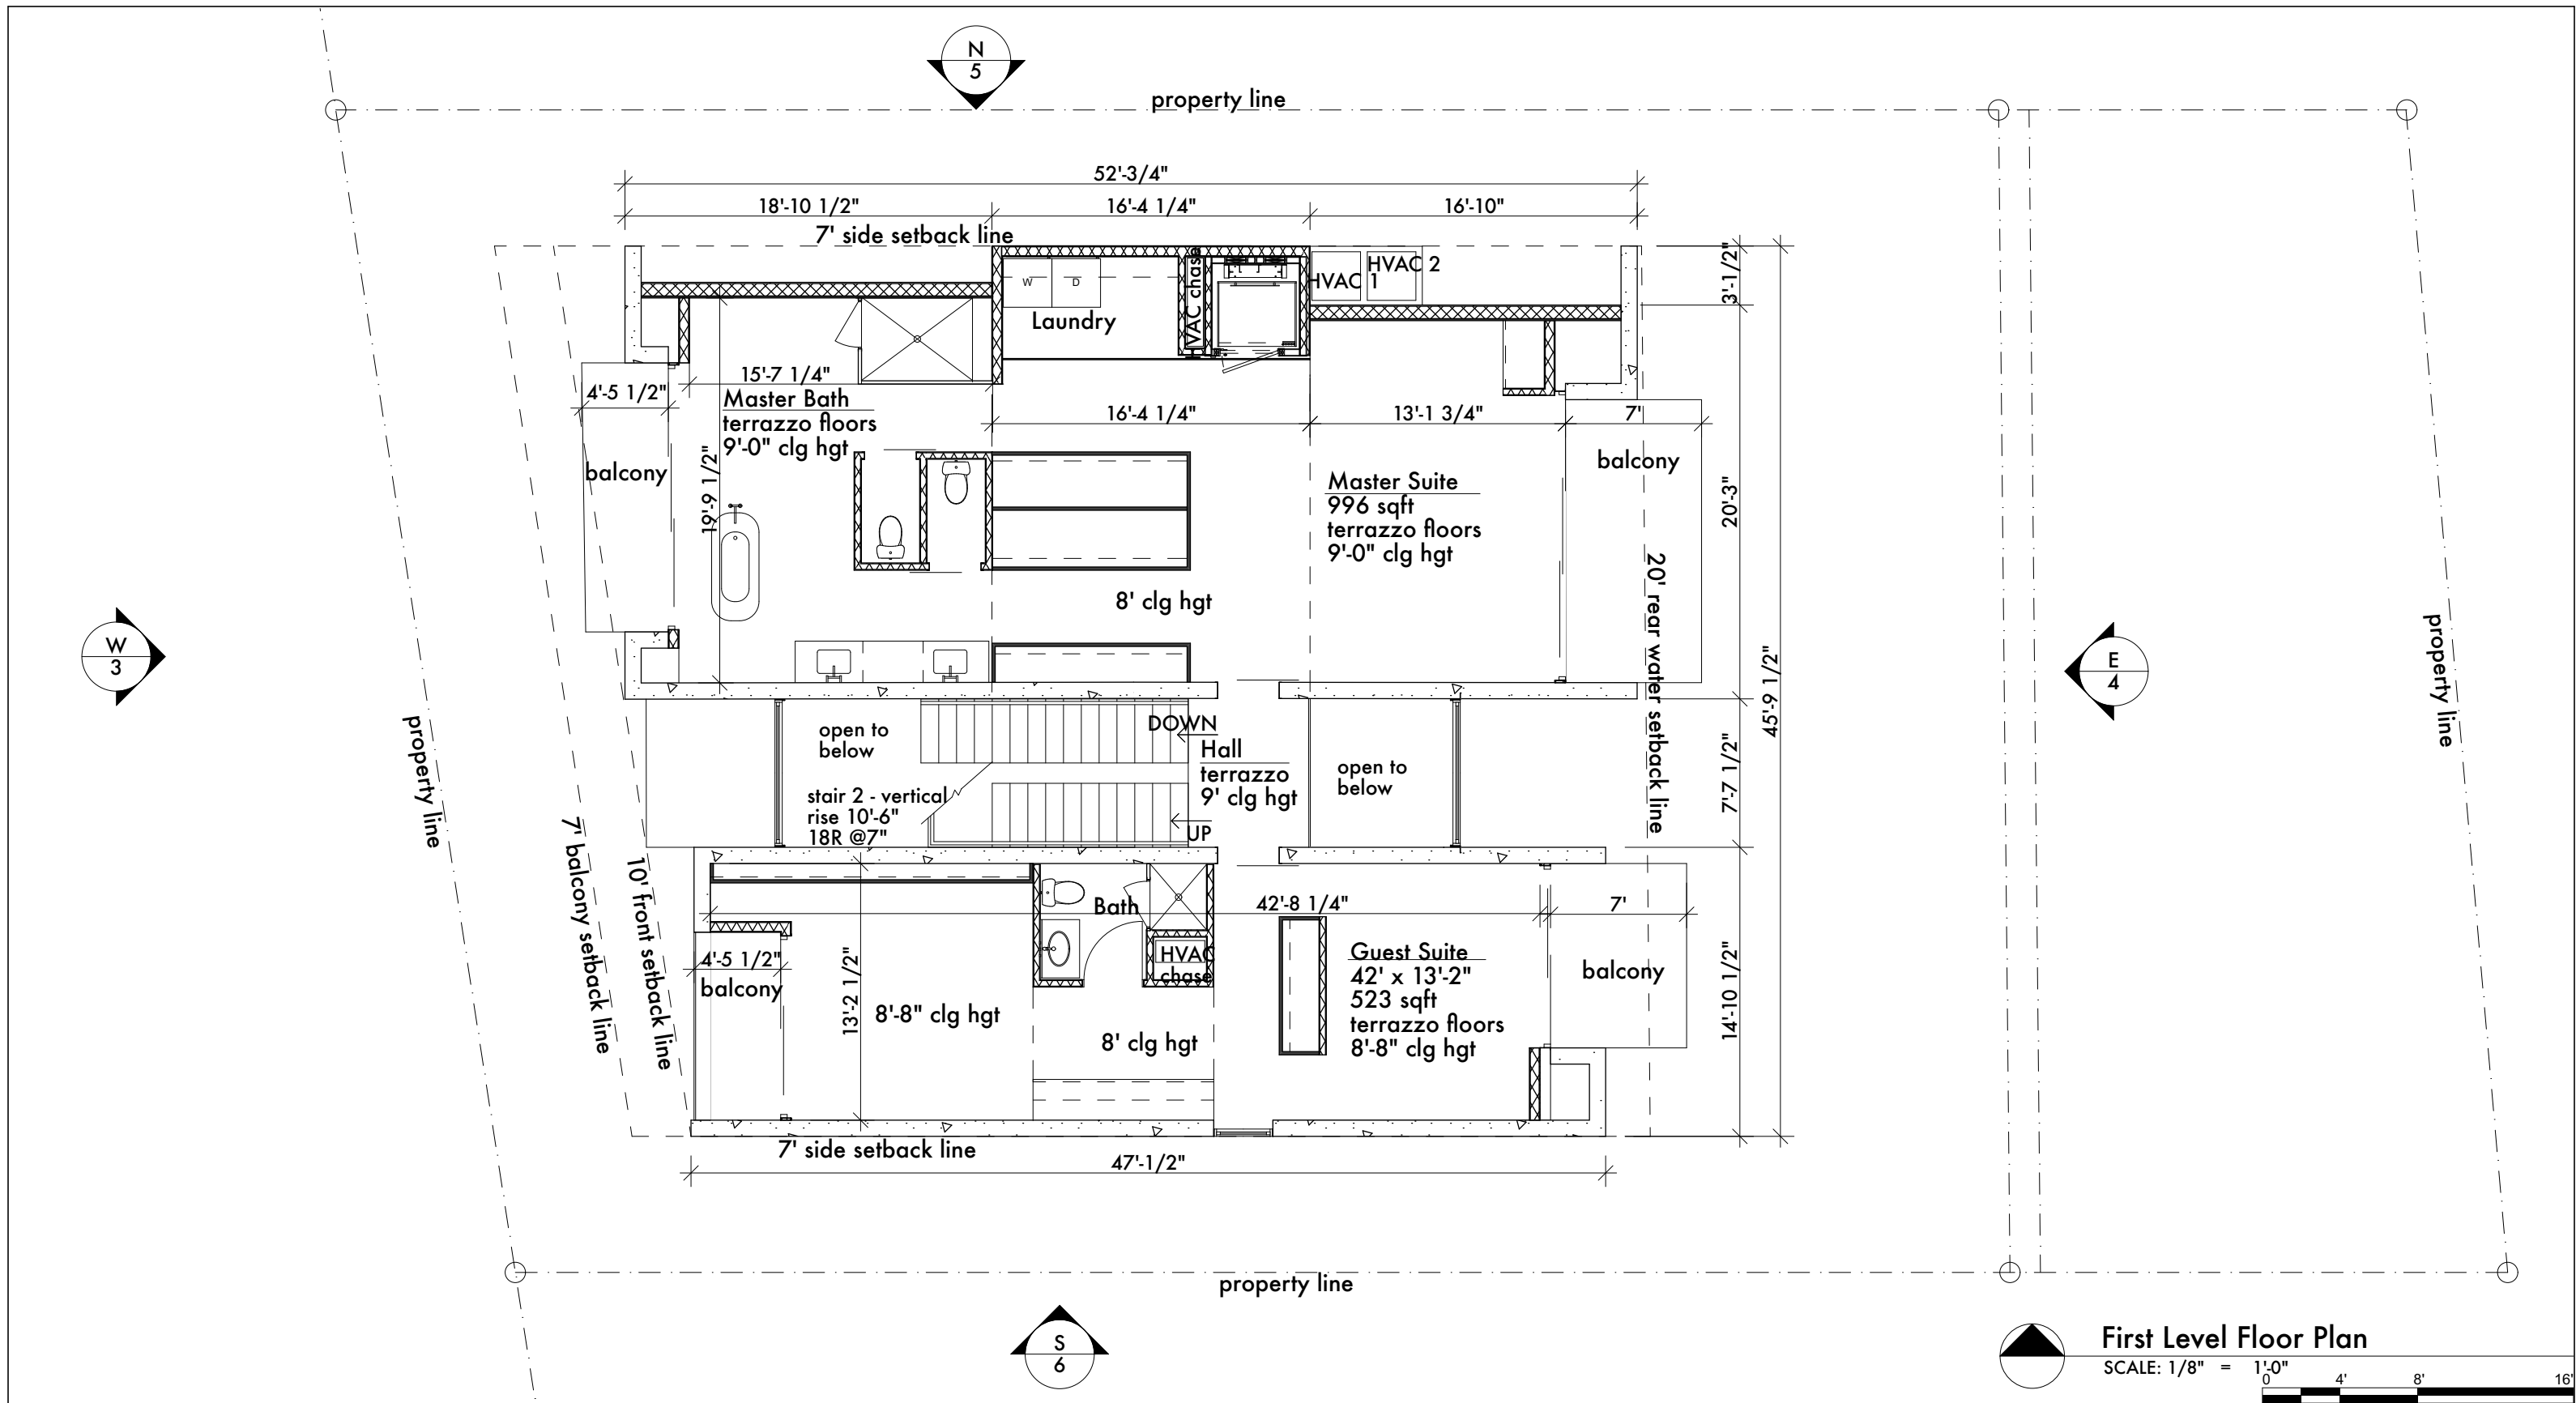 N
5
property line
52'-3/4"
18'-10 1/2"
16'-4 1/4"
16'-10"
7' side setback line
W
D
Laundry
HVAC 1
HVAC 2
3'-1/2"
15'-7 1/4"
4'-5 1/2"
Master Bath
terrazzo floors
9'-0" clg hgt
16'-4 1/4"
13'-1 3/4"
7'
balcony
19'-9 1/2"
balcony
Master Suite
996 sqft
terrazzo floors
9'-0" clg hgt
20'-3"
8' clg hgt
20' rear water setback line
W
3
E
4
property line
property line
45'-9 1/2"
open to
below
DOWN
Hall
terrazzo
9' clg hgt
open to
below
7'-7 1/2"
stair 2 - vertical
rise 10'-6"
18R @7"
UP
7' balcony setback line
10' front setback line
Bath
42'-8 1/4"
7'
HVAC
chase
4'-5 1/2"
balcony
13'-2 1/2"
8'-8" clg hgt
8' clg hgt
Guest Suite
42' x 13'-2"
523 sqft
terrazzo floors
8'-8" clg hgt
balcony
14'-10 1/2"
7' side setback line
47'-1/2"
property line
S
6
First Level Floor Plan
SCALE: 1/8" = 1'-0"
0 4' 8' 16'